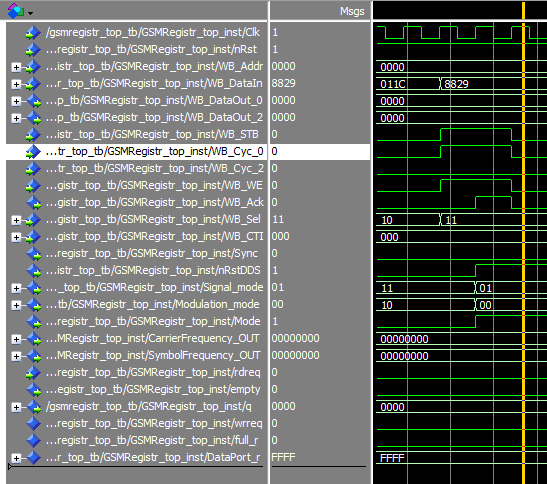 Msgs
/gsmregistr_top_tb/GSMRegistr_top_inst/Clk 1
...registr_top_tb/GSMRegistr_top_inst/nRst 1
...istr_top_tb/GSMRegistr_top_inst/WB_Addr 0000 0000
...r_top_tb/GSMRegistr_top_inst/WB_DataIn 8829 011C 8829
...p_top_tb/GSMRegistr_top_inst/WB_DataOut_0 0000 0000
...p_tb/GSMRegistr_top_inst/WB_DataOut_2 0000 0000
...istr_top_tb/GSMRegistr_top_inst/WB_STB 0
...tr_top_tb/GSMRegistr_top_inst/WB_Cyc_0 0
...tr_top_tb/GSMRegistr_top_inst/WB_Cyc_2 0
...gistr_top_tb/GSMRegistr_top_inst/WB_WE 0
...gistr_top_tb/GSMRegistr_top_inst/WB_Ack 0
...gistr_top_tb/GSMRegistr_top_inst/WB_Sel 11 10 11
...gistr_top_tb/GSMRegistr_top_inst/WB_CTI 000 000
...registr_top_tb/GSMRegistr_top_inst/Sync 0
...istr_top_tb/GSMRegistr_top_inst/nRstDDS 1
..._top_tb/GSMRegistr_top_inst/Signal_mode 01 11 01
...tb/GSMRegistr_top_inst/Modulation_mode 00 10 00
...registr_top_tb/GSMRegistr_top_inst/Mode 1
...MRegistr_top_inst/CarrierFrequency_OUT 00000000 00000000
...MRegistr_top_inst/SymbolFrequency_OUT 00000000 00000000
...registr_top_tb/GSMRegistr_top_inst/rdreq 0
...egistr_top_tb/GSMRegistr_top_inst/empty 0
/gsmregistr_top_tb/GSMRegistr_top_inst/q 0000 0000
...registr_top_tb/GSMRegistr_top_inst/wrreq 0
...registr_top_tb/GSMRegistr_top_inst/full_r 0
...r_top_tb/GSMRegistr_top_inst/DataPort_r FFFF FFFF